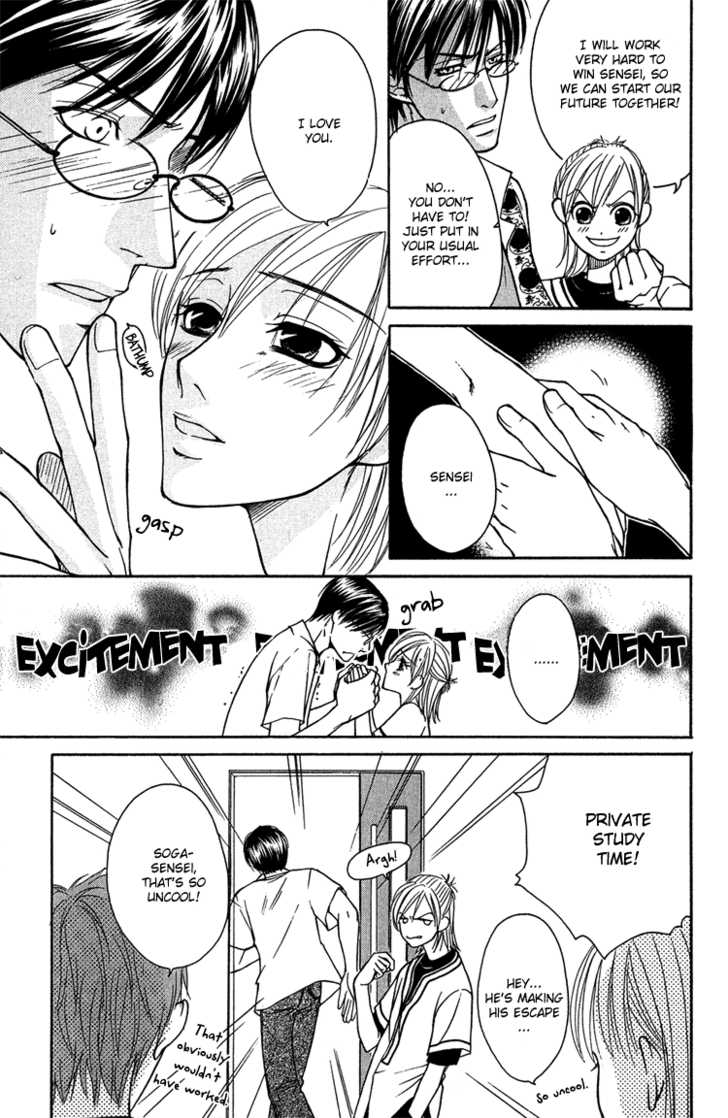 I WILL WORK
VERY HARD TO
WIN SENSEI, SO
WE CAN START OUR
FUTURE TOGETHER!
NO...
YOU DON'T
HAVE TO!
JUST PUT IN
YOUR USUAL
EFFORT...
I LOVE
YOU.
BATHUMP
gasp
SENSEI
...
EXCITEMENT
EXCITEMENT
EXCITEMENT
grab
......
PRIVATE
STUDY
TIME!
Argh!
SOGA-
SENSEI,
THAT'S SO
UNCOOL!
HEY...
HE'S MAKING
HIS ESCAPE
...
That
obviously
wouldn't
have worked.
So uncool.